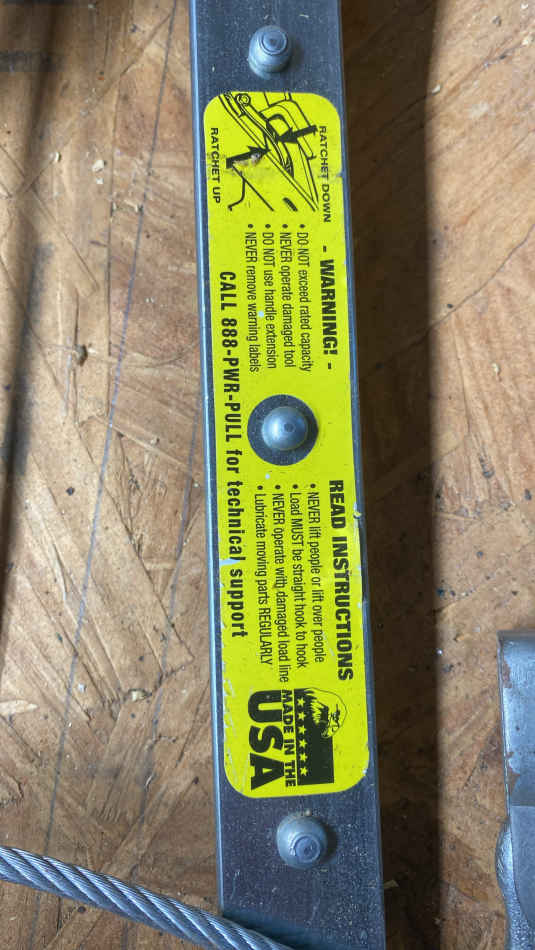 RATCHET DOWN
RATCHET UP
- WARNING! -
• DO NOT exceed rated capacity
• NEVER operate damaged tool
• DO NOT use handle extension
• NEVER remove warning labels
CALL 888-PWR-PULL for technical support
READ INSTRUCTIONS
• NEVER lift people or lift over people
• Load MUST be straight hook to hook
• NEVER operate with damaged load line
• Lubricate moving parts REGULARLY
MADE IN THE
USA